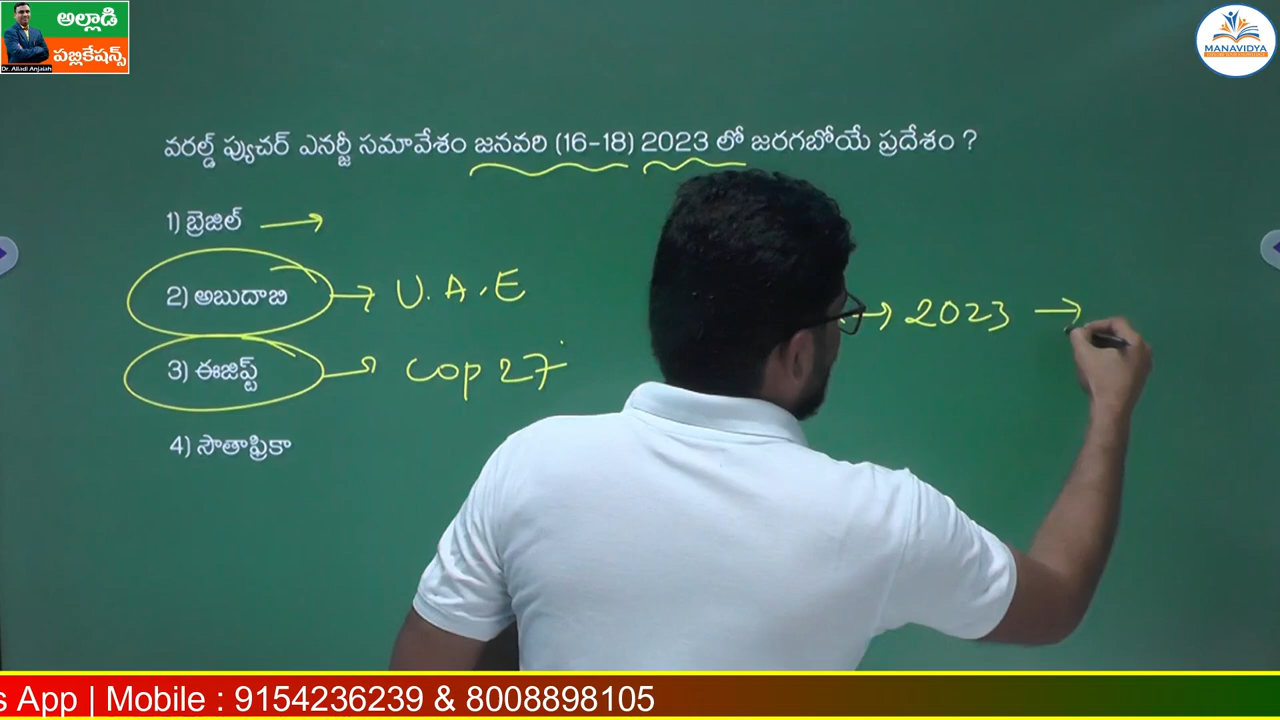 అల్లాడి
పబ్లికేషన్స్
Dr. Alladi Anjaiah
MANAVIDYA
వరల్డ్ ప్యుచర్ ఎనర్జీ సమావేశం జనవరి (16-18) 2023 లో జరగబోయే ప్రదేశం ?
1) బ్రెజిల్
2) అబుదాబి → U.A.E
→ 2023 →
3) ఈజిప్ట్ → Cop 27
4) సౌతాఫ్రికా
s App | Mobile : 9154236239 & 8008898105